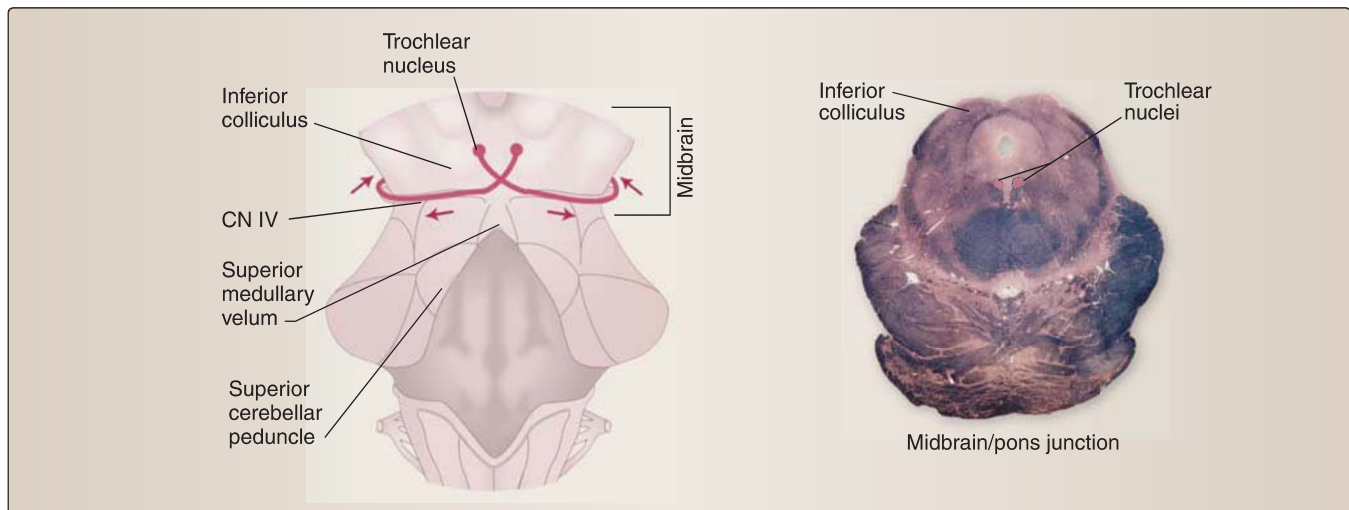 Trochlear
nucleus
Inferior
colliculus
Midbrain
CN IV
Superior
medullary
velum
Superior
cerebellar
peduncle
Inferior
colliculus
Trochlear
nuclei
Midbrain/pons junction